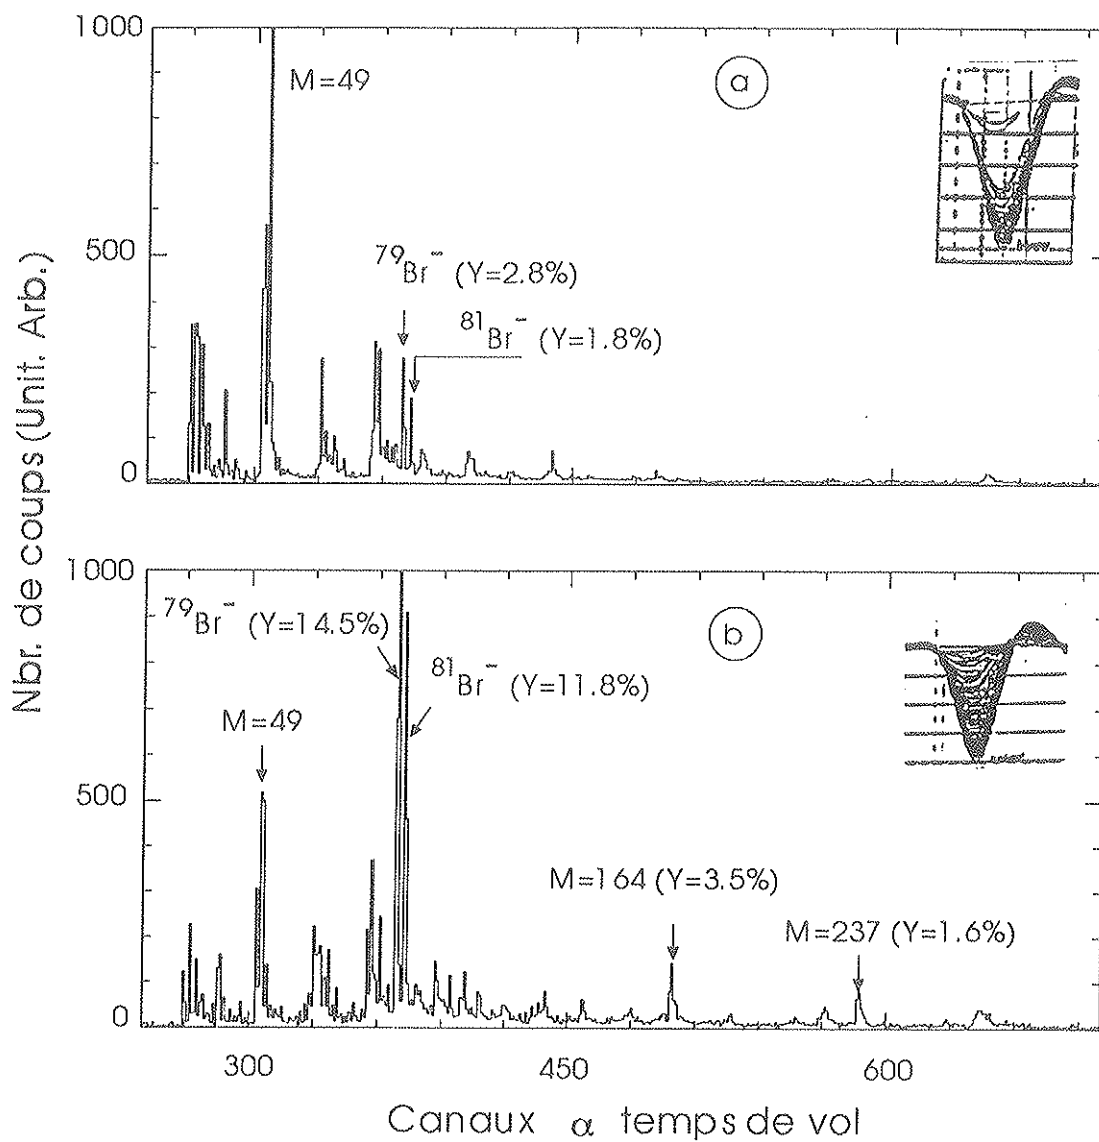 1000
M=49
a
500
⁷⁹Br⁻ (Y=2.8%)
⁸¹Br⁻ (Y=1.8%)
0
Nbr. de coups (Unit. Arb.)
1000
⁷⁹Br⁻ (Y=14.5%)
b
⁸¹Br⁻ (Y=11.8%)
M=49
500
M=164 (Y=3.5%)
M=237 (Y=1.6%)
0
300 450 600
Canaux α temps de vol